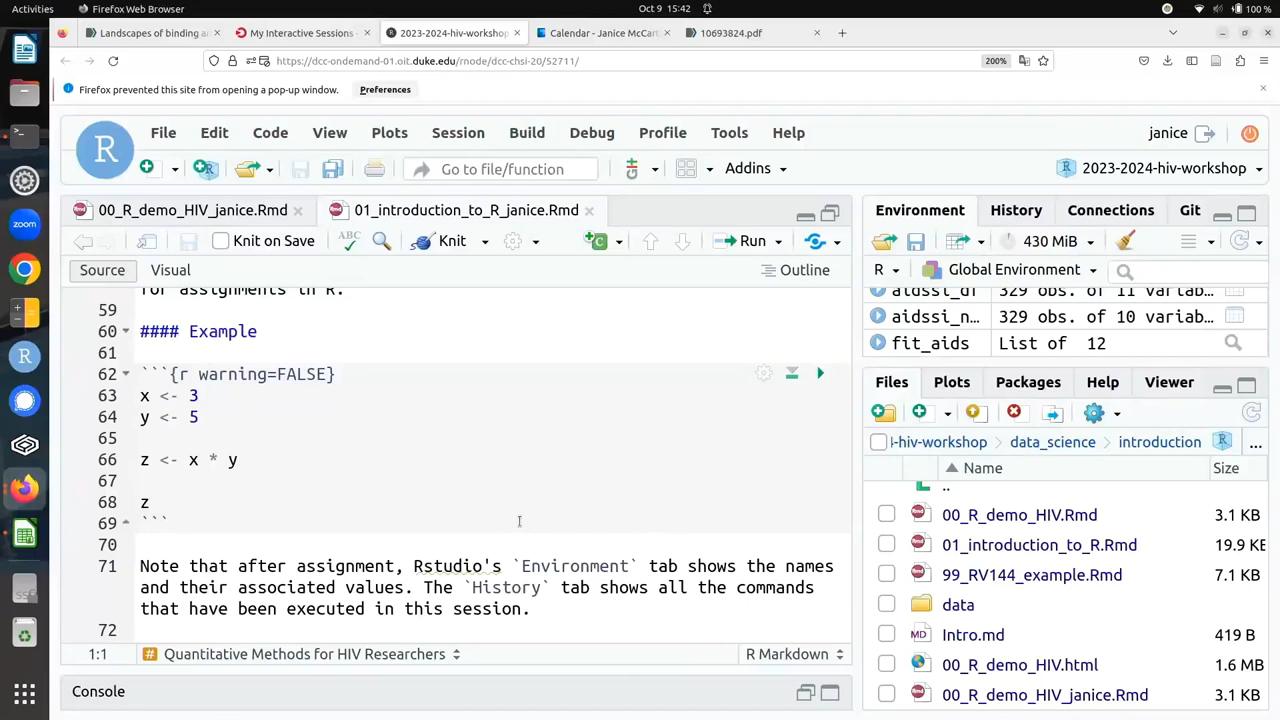 Activities
Firefox Web Browser
Oct 9 15:42
100 %
Landscapes of binding a
My Interactive Sessions -
2023-2024-hiv-workshop
Calendar - Janice McCar
10693824.pdf
https://dcc-ondemand-01.oit.duke.edu/rnode/dcc-chsi-20/52711/
200%
Firefox prevented this site from opening a pop-up window.
Preferences
R
File Edit Code View Plots Session Build Debug Profile Tools Help
janice
Go to file/function
Addins
2023-2024-hiv-workshop
00_R_demo_HIV_janice.Rmd
01_introduction_to_R_janice.Rmd
Knit on Save
ABC
Knit
Run
Source
Visual
Outline
for assignments in R.
59
60 #### Example
61
62 ```{r warning=FALSE}
63 x <- 3
64 y <- 5
65
66 z <- x * y
67
68 z
69 ```
70
71 Note that after assignment, Rstudio's `Environment` tab shows the names
and their associated values. The `History` tab shows all the commands
that have been executed in this session.
72
1:1
# Quantitative Methods for HIV Researchers
R Markdown
Console
Environment History Connections Git
430 MiB
R
Global Environment
aidssi_df 329 obs. of 11 variab…
aidssi_n… 329 obs. of 10 variab…
fit_aids List of 12
Files Plots Packages Help Viewer
-hiv-workshop
data_science
introduction
...
Name
Size
..
00_R_demo_HIV.Rmd 3.1 KB
01_introduction_to_R.Rmd 19.9 KB
99_RV144_example.Rmd 7.1 KB
data
Intro.md 419 B
00_R_demo_HIV.html 1.6 MB
00_R_demo_HIV_janice.Rmd 3.1 KB
zoom